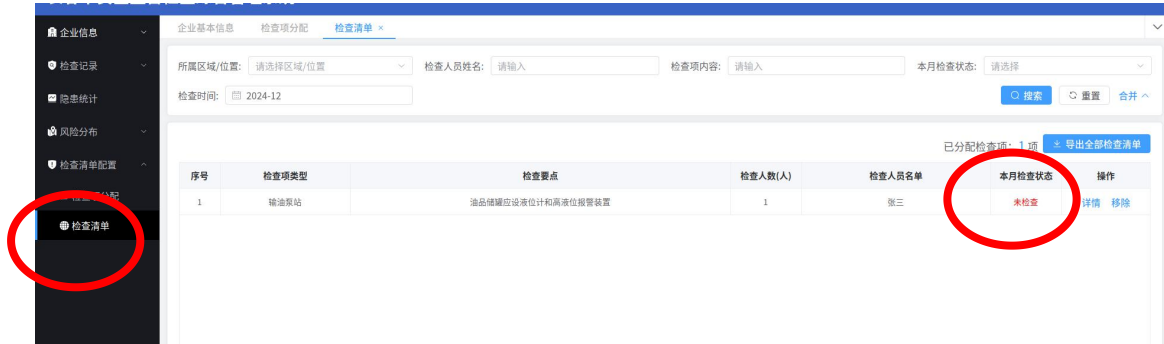 企业信息
检查记录
隐患统计
风险分布
检查清单配置
检查清单
企业基本信息 检查项分配 检查清单 ×
所属区域/位置: 请选择区域/位置 检查人员姓名: 请输入 检查项内容: 请输入 本月检查状态: 请选择
检查时间: 2024-12 搜索 重置 合并
已分配检查项: 1 项 导出全部检查清单
序号 检查项类型 检查要点 检查人数(人) 检查人员名单 本月检查状态 操作
1 输油泵站 油品储罐应设液位计和高液位报警装置 1 张三 未检查 详情 移除